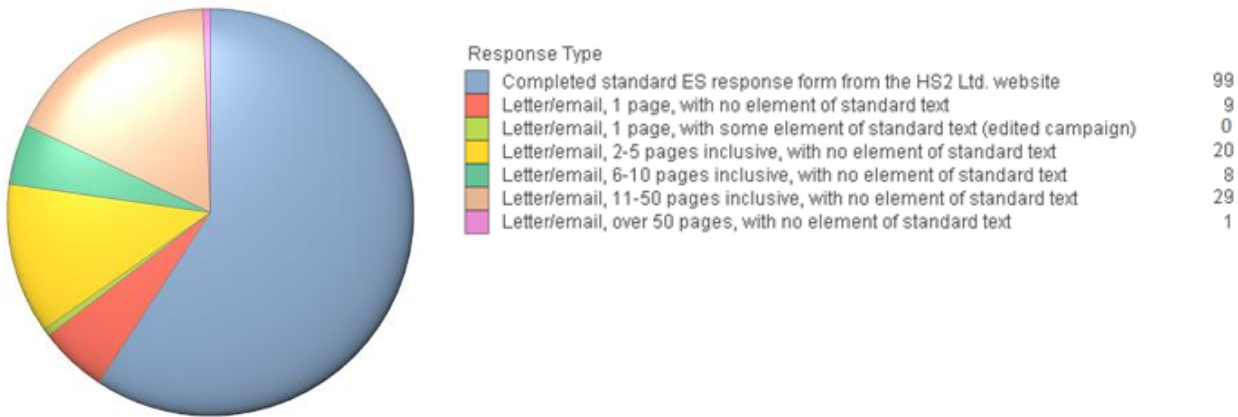 Response Type
Completed standard ES response form from the HS2 Ltd. website 99
Letter/email, 1 page, with no element of standard text 9
Letter/email, 1 page, with some element of standard text (edited campaign) 0
Letter/email, 2-5 pages inclusive, with no element of standard text 20
Letter/email, 6-10 pages inclusive, with no element of standard text 8
Letter/email, 11-50 pages inclusive, with no element of standard text 29
Letter/email, over 50 pages, with no element of standard text 1